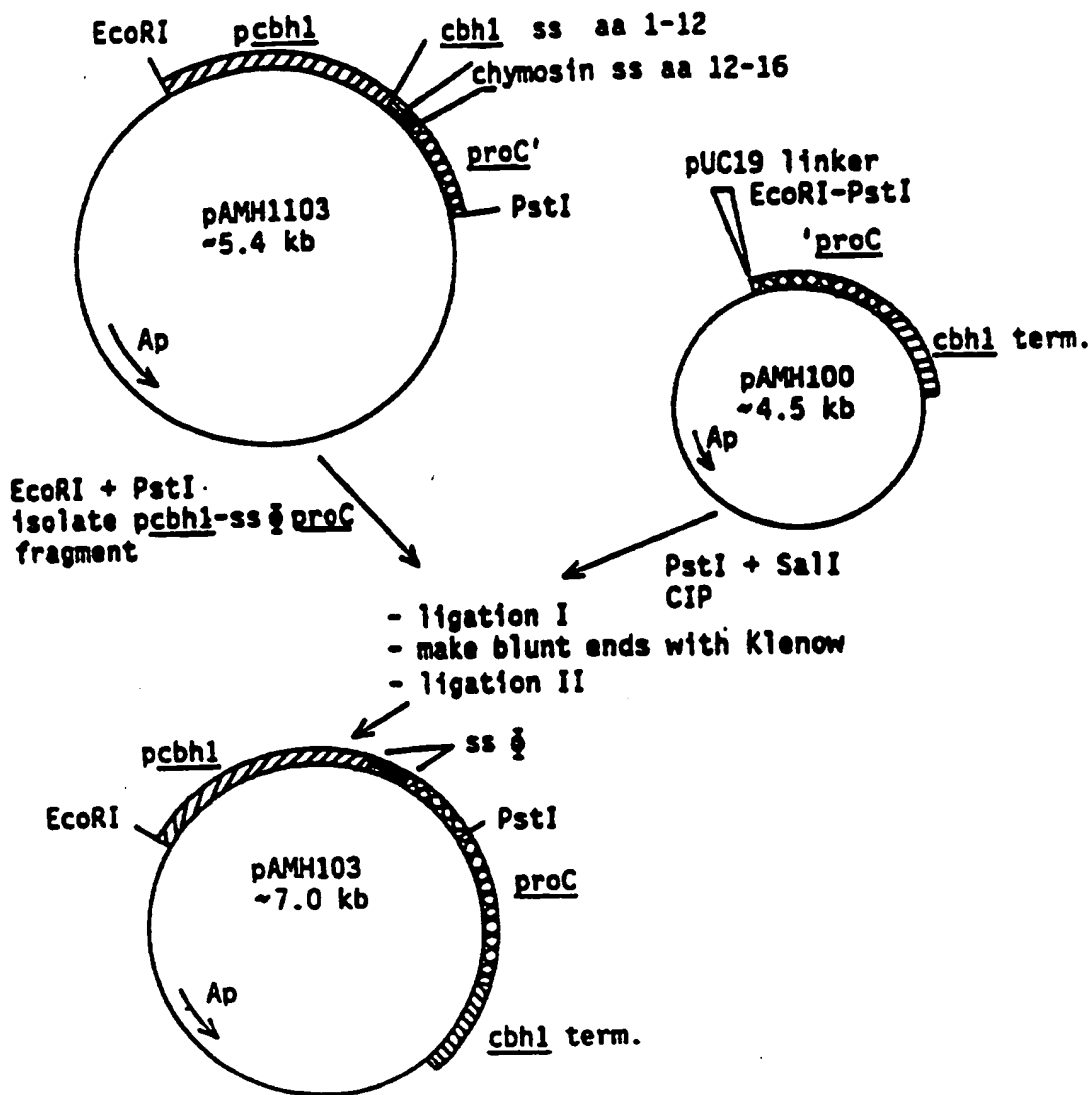 EcoRI
pcbh1
cbh1 ss aa 1-12
chymosin ss aa 12-16
proC'
PstI
pAMH1103
~5.4 kb
Ap
pUC19 linker
EcoRI-PstI
'proC
cbh1 term.
pAMH100
~4.5 kb
Ap
EcoRI + PstI
isolate pcbh1-ss Φ proC
fragment
PstI + SalI
CIP
- ligation I
- make blunt ends with Klenow
- ligation II
pcbh1
ss Φ
EcoRI
PstI
pAMH103
~7.0 kb
proC
Ap
cbh1 term.